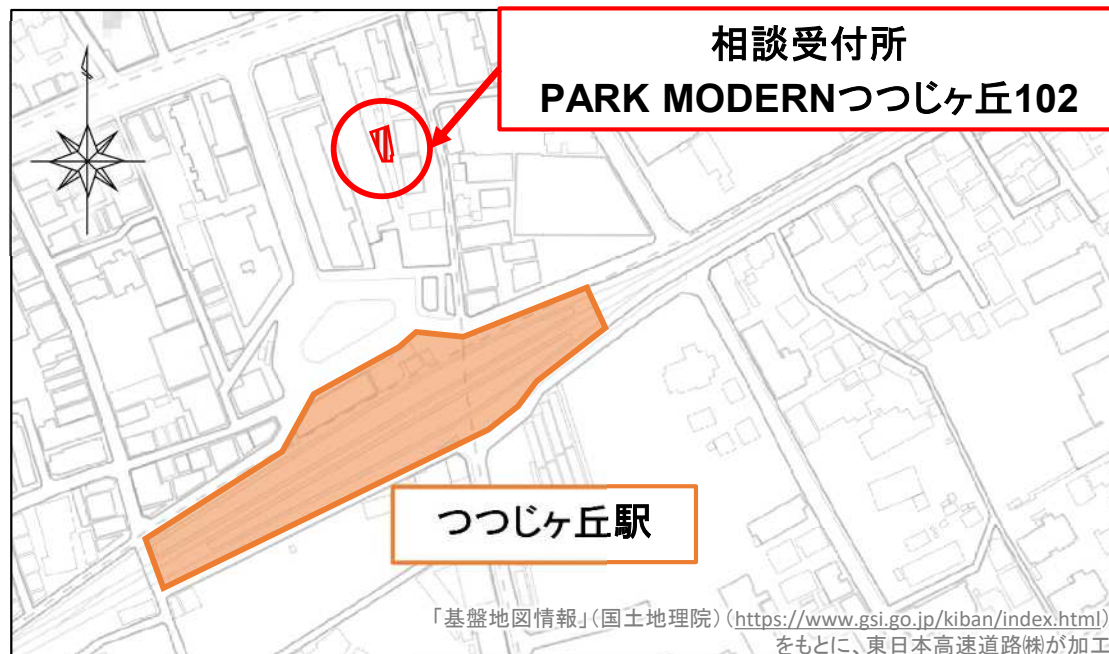 相談受付所
PARK MODERNつつじヶ丘102
つつじヶ丘駅
「基盤地図情報」(国土地理院)(https://www.gsi.go.jp/kiban/index.html)
をもとに、東日本高速道路㈱が加工